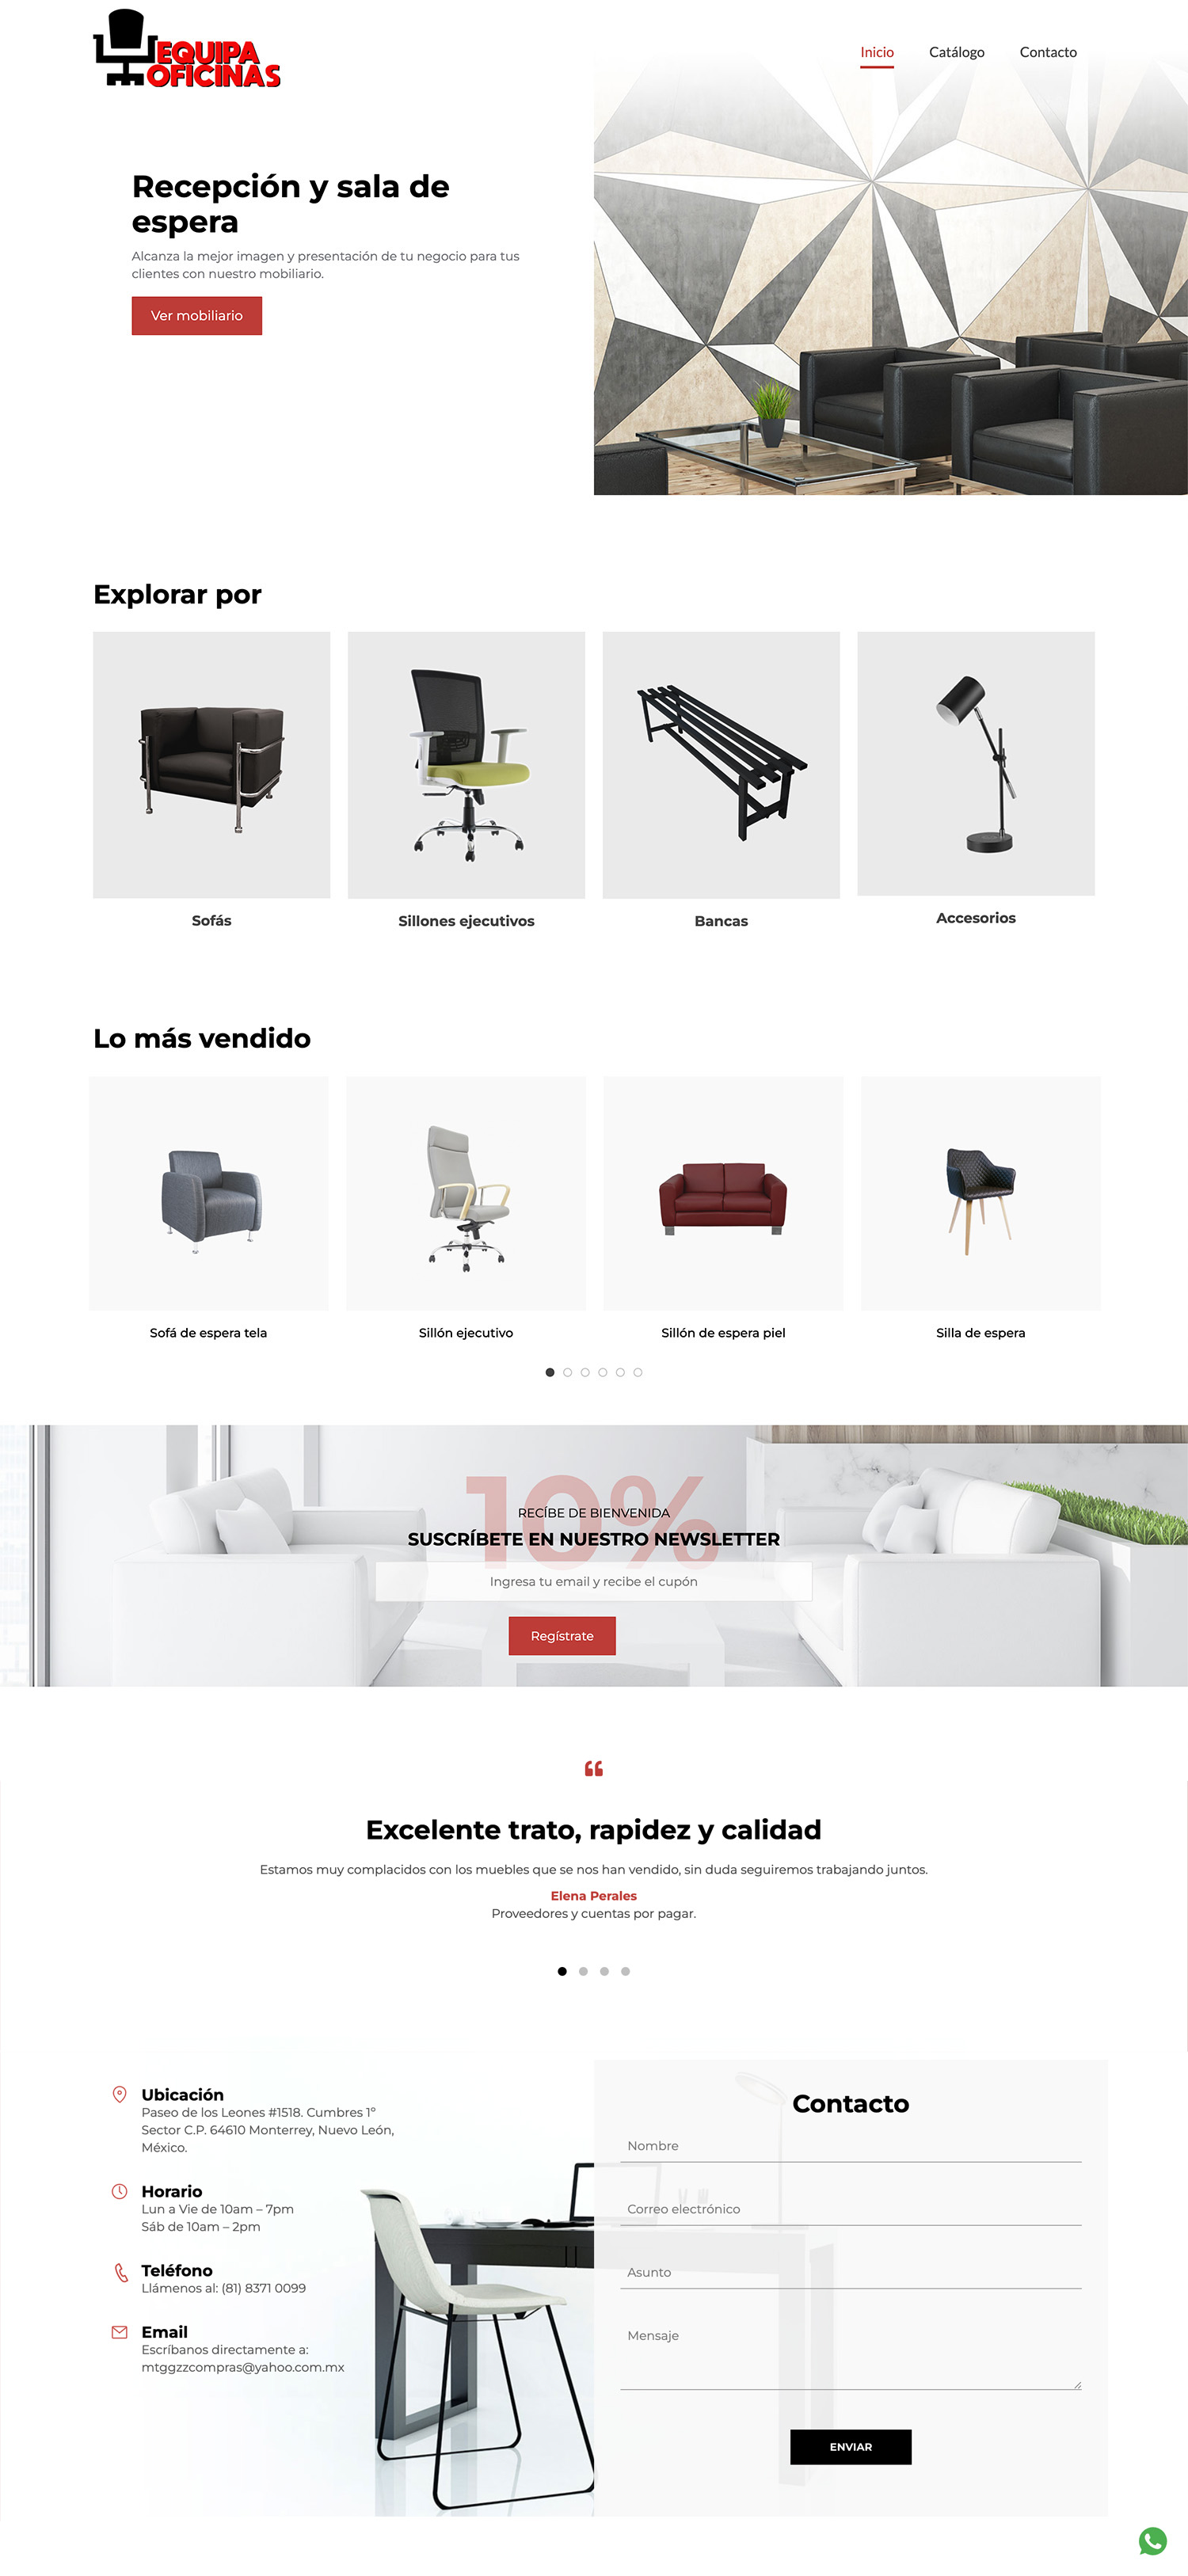 EQUIPA
OFICINAS
Inicio
Catálogo
Contacto
Recepción y sala de
espera
Alcanza la mejor imagen y presentación de tu negocio para tus
clientes con nuestro mobiliario.
Ver mobiliario
Explorar por
Sofás
Sillones ejecutivos
Bancas
Accesorios
Lo más vendido
Sofá de espera tela
Sillón ejecutivo
Sillón de espera piel
Silla de espera
10%
RECÍBE DE BIENVENIDA
SUSCRÍBETE EN NUESTRO NEWSLETTER
Ingresa tu email y recibe el cupón
Regístrate
Excelente trato, rapidez y calidad
Estamos muy complacidos con los muebles que se nos han vendido, sin duda seguiremos trabajando juntos.
Elena Perales
Proveedores y cuentas por pagar.
Ubicación
Paseo de los Leones #1518. Cumbres 1º
Sector C.P. 64610 Monterrey, Nuevo León,
México.
Horario
Lun a Vie de 10am – 7pm
Sáb de 10am – 2pm
Teléfono
Llámenos al: (81) 8371 0099
Email
Escríbanos directamente a:
mtggzzcompras@yahoo.com.mx
Contacto
Nombre
Correo electrónico
Asunto
Mensaje
ENVIAR